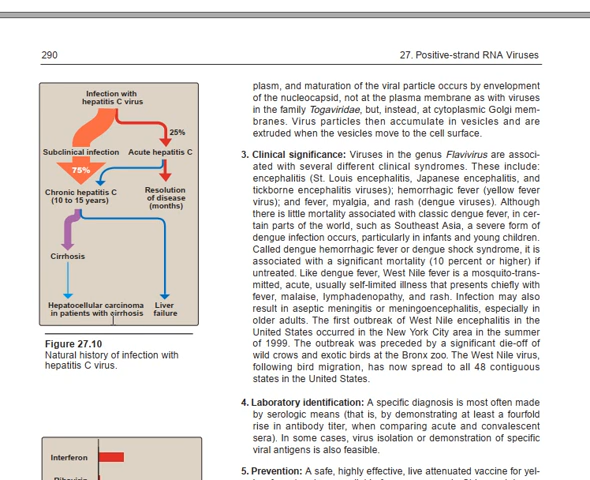 290
27. Positive-strand RNA Viruses
Infection with
hepatitis C virus
25%
Subclinical infection
Acute hepatitis C
75%
Chronic hepatitis C
(10 to 15 years)
Resolution
of disease
(months)
Cirrhosis
Hepatocellular carcinoma
in patients with cirrhosis
Liver
failure
Figure 27.10
Natural history of infection with
hepatitis C virus.
Interferon
plasm, and maturation of the viral particle occurs by envelopment
of the nucleocapsid, not at the plasma membrane as with viruses
in the family Togaviridae, but, instead, at cytoplasmic Golgi mem-
branes. Virus particles then accumulate in vesicles and are
extruded when the vesicles move to the cell surface.
3. Clinical significance: Viruses in the genus Flavivirus are associ-
ated with several different clinical syndromes. These include:
encephalitis (St. Louis encephalitis, Japanese encephalitis, and
tickborne encephalitis viruses); hemorrhagic fever (yellow fever
virus); and fever, myalgia, and rash (dengue viruses). Although
there is little mortality associated with classic dengue fever, in cer-
tain parts of the world, such as Southeast Asia, a severe form of
dengue infection occurs, particularly in infants and young children.
Called dengue hemorrhagic fever or dengue shock syndrome, it is
associated with a significant mortality (10 percent or higher) if
untreated. Like dengue fever, West Nile fever is a mosquito-trans-
mitted, acute, usually self-limited illness that presents chiefly with
fever, malaise, lymphadenopathy, and rash. Infection may also
result in aseptic meningitis or meningoencephalitis, especially in
older adults. The first outbreak of West Nile encephalitis in the
United States occurred in the New York City area in the summer
of 1999. The outbreak was preceded by a significant die-off of
wild crows and exotic birds at the Bronx zoo. The West Nile virus,
following bird migration, has now spread to all 48 contiguous
states in the United States.
4. Laboratory identification: A specific diagnosis is most often made
by serologic means (that is, by demonstrating at least a fourfold
rise in antibody titer, when comparing acute and convalescent
sera). In some cases, virus isolation or demonstration of specific
viral antigens is also feasible.
5. Prevention: A safe, highly effective, live attenuated vaccine for yel-